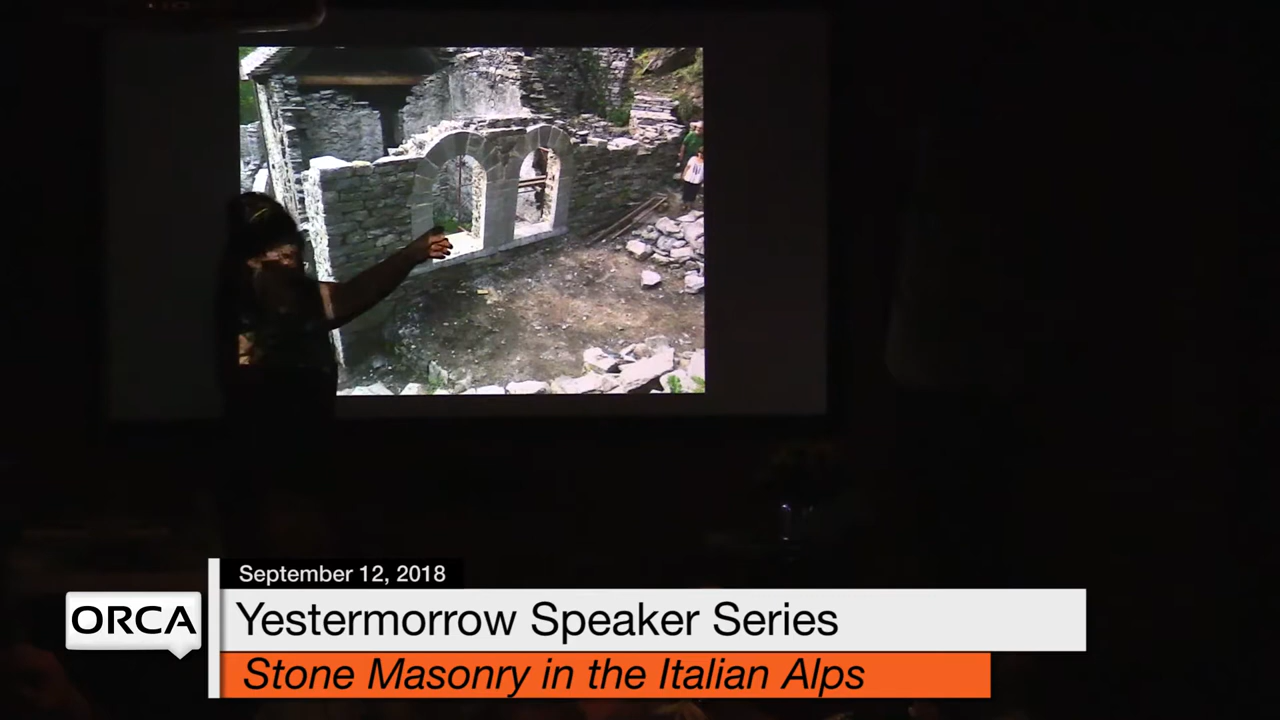 September 12, 2018
ORCA
Yestermorrow Speaker Series
Stone Masonry in the Italian Alps